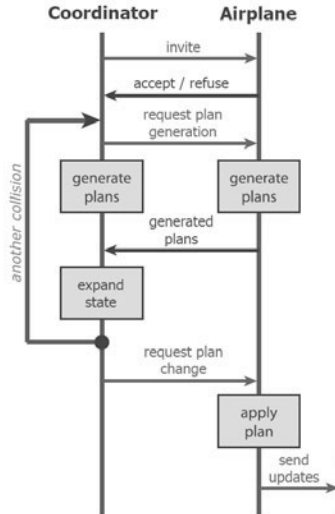 Coordinator Airplane
invite
accept / refuse
request plan
generation
generate
plans
generate
plans
generated
plans
another collision
expand
state
request plan
change
apply
plan
send
updates